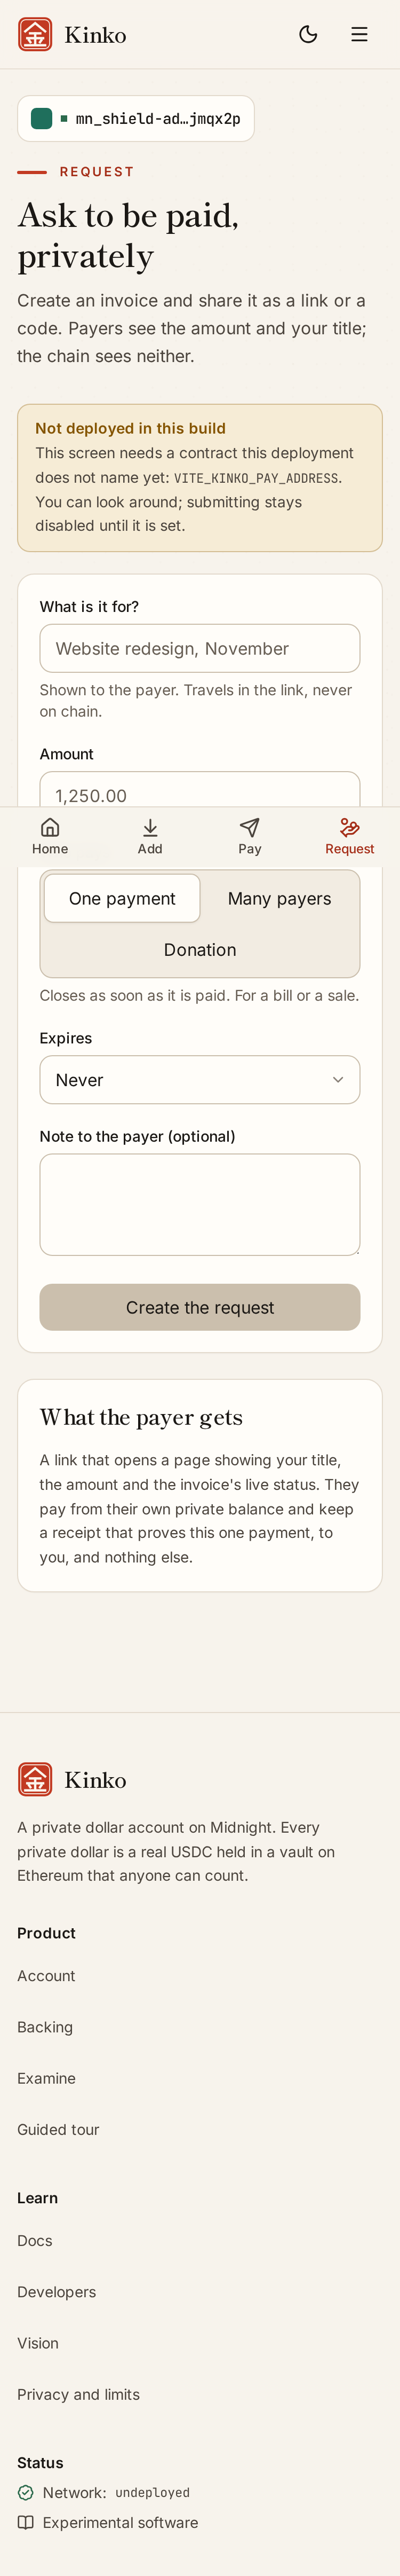 金 Kinko
mn_shield-ad…jmqx2p
REQUEST
Ask to be paid,
privately
Create an invoice and share it as a link or a
code. Payers see the amount and your title;
the chain sees neither.
Not deployed in this build
This screen needs a contract this deployment
does not name yet: VITE_KINKO_PAY_ADDRESS.
You can look around; submitting stays
disabled until it is set.
What is it for?
Website redesign, November
Shown to the payer. Travels in the link, never
on chain.
Amount
1,250.00
Home Add Pay Request
One payment Many payers
Donation
Closes as soon as it is paid. For a bill or a sale.
Expires
Never
Note to the payer (optional)
Create the request
What the payer gets
A link that opens a page showing your title,
the amount and the invoice's live status. They
pay from their own private balance and keep
a receipt that proves this one payment, to
you, and nothing else.
金 Kinko
A private dollar account on Midnight. Every
private dollar is a real USDC held in a vault on
Ethereum that anyone can count.
Product
Account
Backing
Examine
Guided tour
Learn
Docs
Developers
Vision
Privacy and limits
Status
Network: undeployed
Experimental software